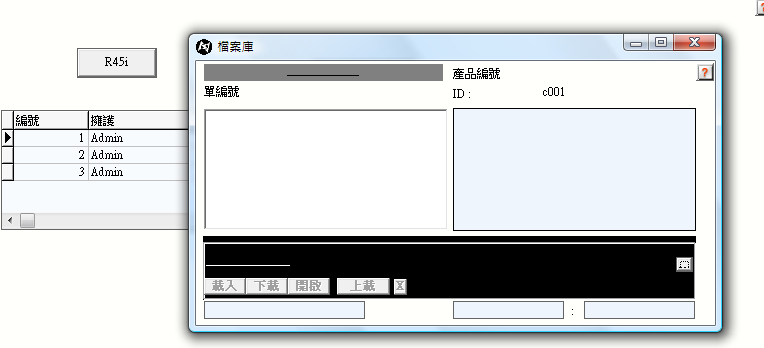 R45i
編號 擁護
1 Admin
2 Admin
3 Admin
檔案庫
產品編號
單編號
ID : c001
載入 下載 開啟 上載 X
: